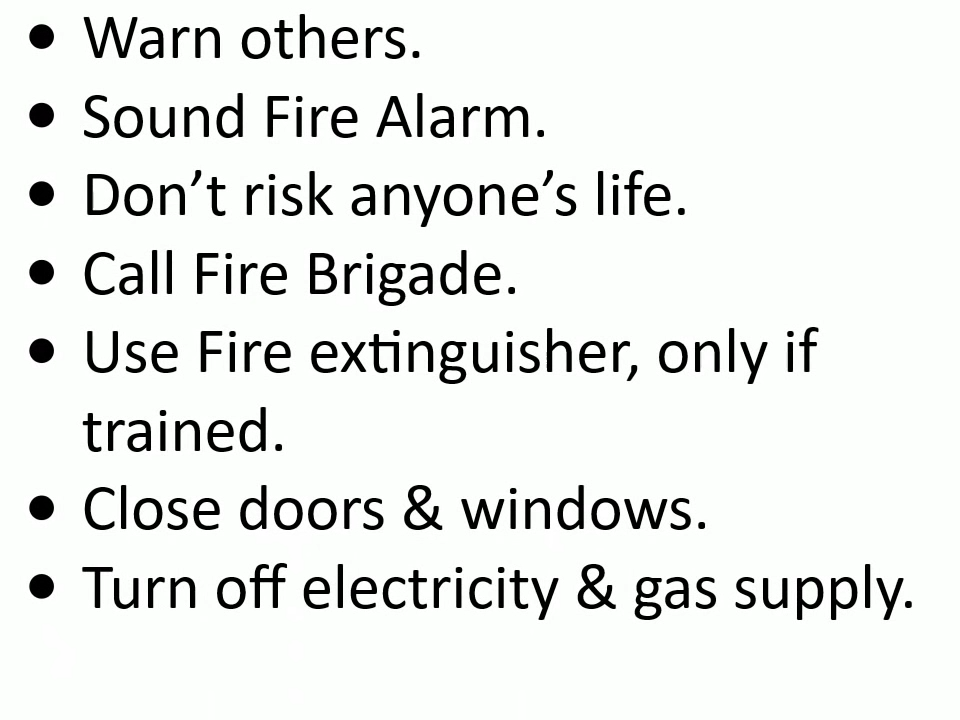 • Warn others.
• Sound Fire Alarm.
• Don’t risk anyone’s life.
• Call Fire Brigade.
• Use Fire extinguisher, only if
trained.
• Close doors & windows.
• Turn off electricity & gas supply.